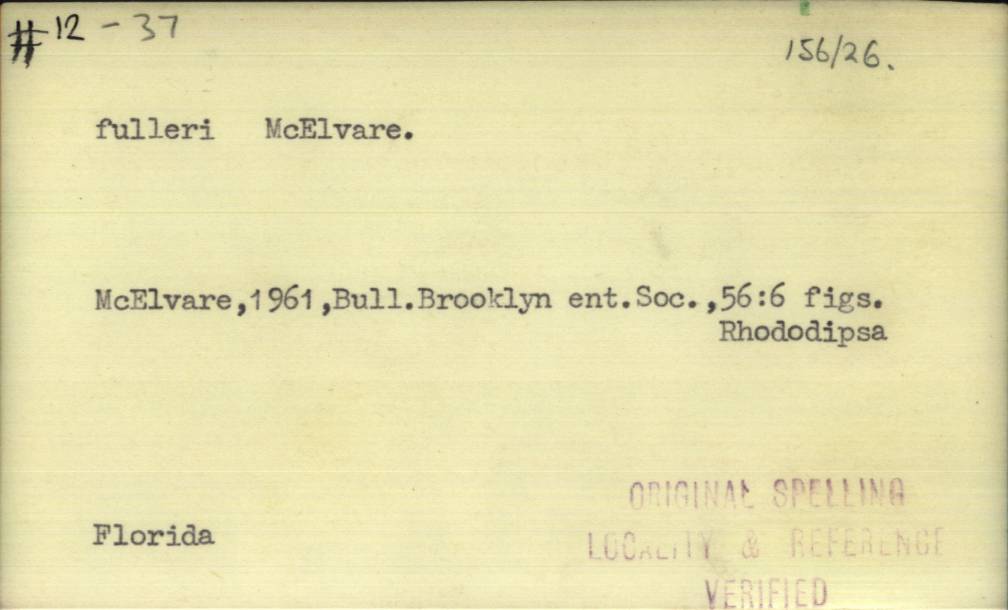 #12 - 37
156/26.
fulleri McElvare.
McElvare,1961,Bull.Brooklyn ent.Soc.,56:6 figs.
Rhododipsa
Florida
ORIGINAL SPELLING
LOCALITY & REFERENCE
VERIFIED